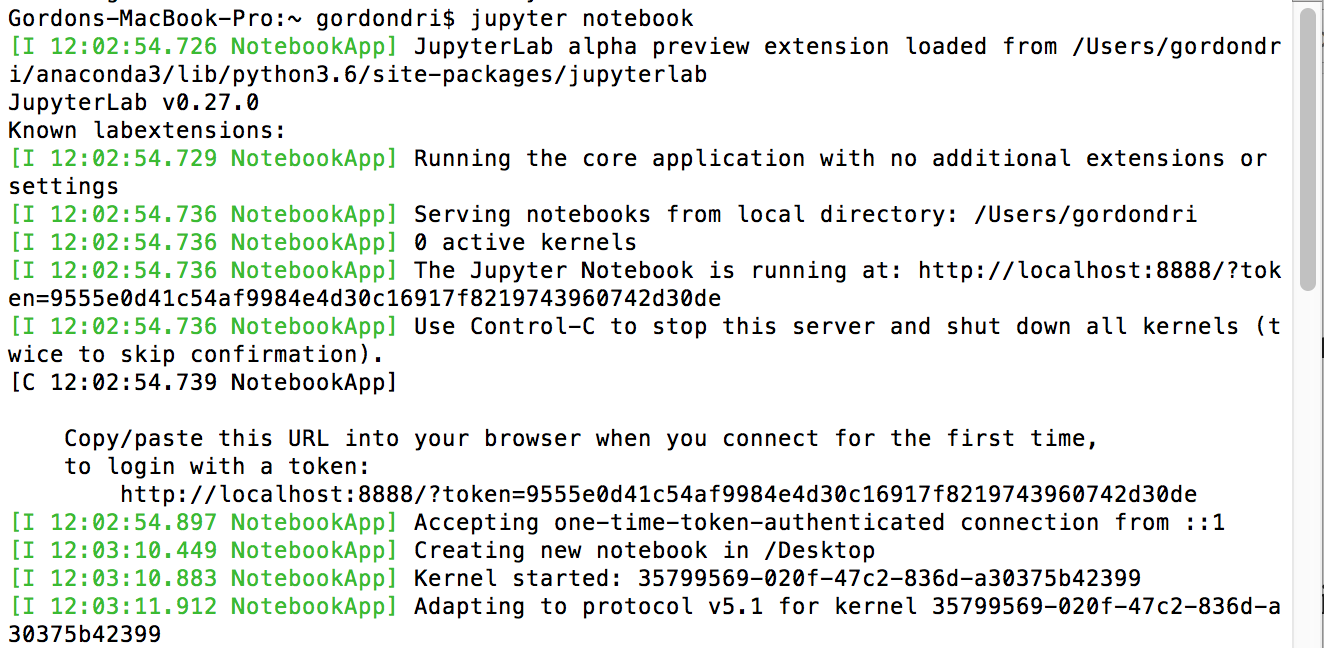 Gordons-MacBook-Pro:~ gordondri$ jupyter notebook
[I 12:02:54.726 NotebookApp] JupyterLab alpha preview extension loaded from /Users/gordondr
i/anaconda3/lib/python3.6/site-packages/jupyterlab
JupyterLab v0.27.0
Known labextensions:
[I 12:02:54.729 NotebookApp] Running the core application with no additional extensions or
settings
[I 12:02:54.736 NotebookApp] Serving notebooks from local directory: /Users/gordondri
[I 12:02:54.736 NotebookApp] 0 active kernels
[I 12:02:54.736 NotebookApp] The Jupyter Notebook is running at: http://localhost:8888/?tok
en=9555e0d41c54af9984e4d30c16917f8219743960742d30de
[I 12:02:54.736 NotebookApp] Use Control-C to stop this server and shut down all kernels (t
wice to skip confirmation).
[C 12:02:54.739 NotebookApp]
Copy/paste this URL into your browser when you connect for the first time,
to login with a token:
http://localhost:8888/?token=9555e0d41c54af9984e4d30c16917f8219743960742d30de
[I 12:02:54.897 NotebookApp] Accepting one-time-token-authenticated connection from ::1
[I 12:03:10.449 NotebookApp] Creating new notebook in /Desktop
[I 12:03:10.883 NotebookApp] Kernel started: 35799569-020f-47c2-836d-a30375b42399
[I 12:03:11.912 NotebookApp] Adapting to protocol v5.1 for kernel 35799569-020f-47c2-836d-a
30375b42399